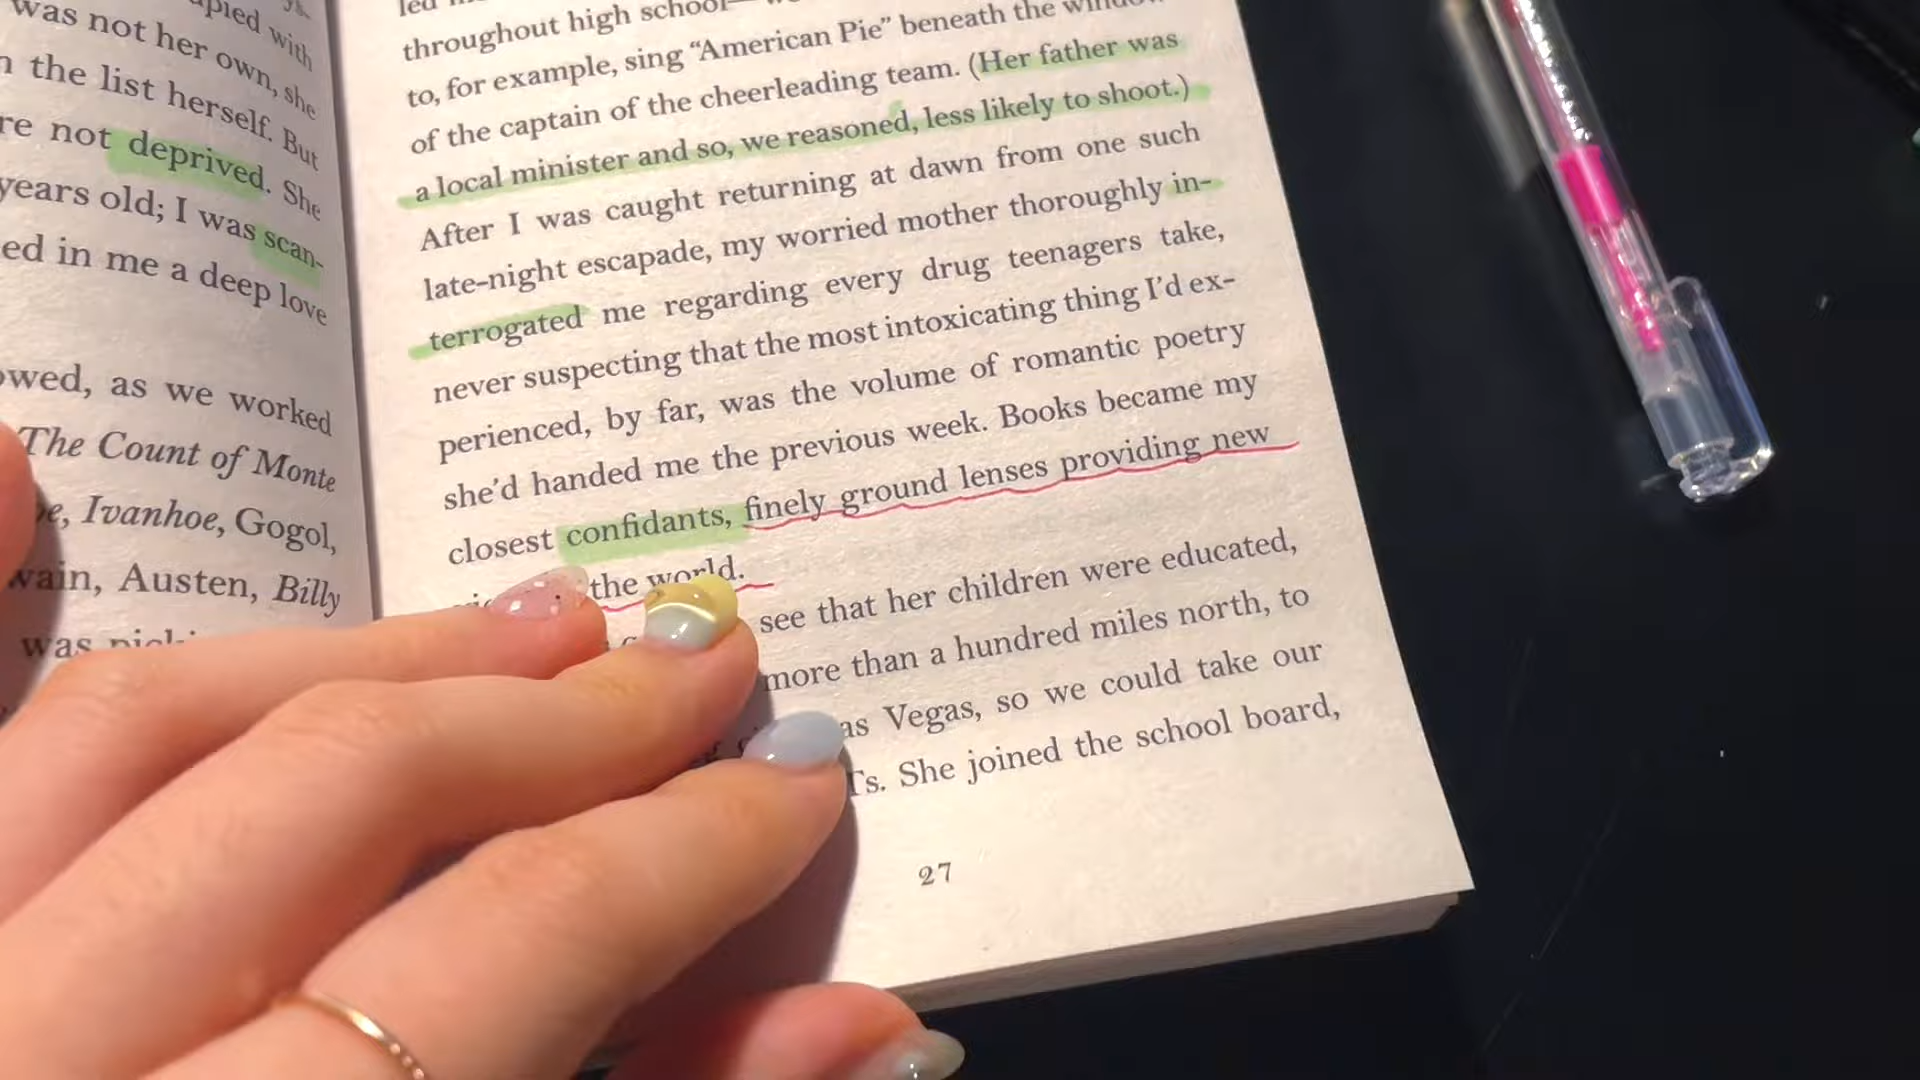 upied with
was not her own, she
the list herself. But
re not deprived. She
years old; I was scan-
ed in me a deep love
owed, as we worked
The Count of Monte
Ivanhoe, Gogol,
wain, Austen, Billy
was
throughout high school—
to, for example, sing “American Pie” beneath the window
of the captain of the cheerleading team. (Her father was
a local minister and so, we reasoned, less likely to shoot.)
After I was caught returning at dawn from one such
late-night escapade, my worried mother thoroughly in-
terrogated me regarding every drug teenagers take,
never suspecting that the most intoxicating thing I’d ex-
perienced, by far, was the volume of romantic poetry
she’d handed me the previous week. Books became my
closest confidants, finely ground lenses providing new
the world.
see that her children were educated,
more than a hundred miles north, to
as Vegas, so we could take our
Ts. She joined the school board,
27